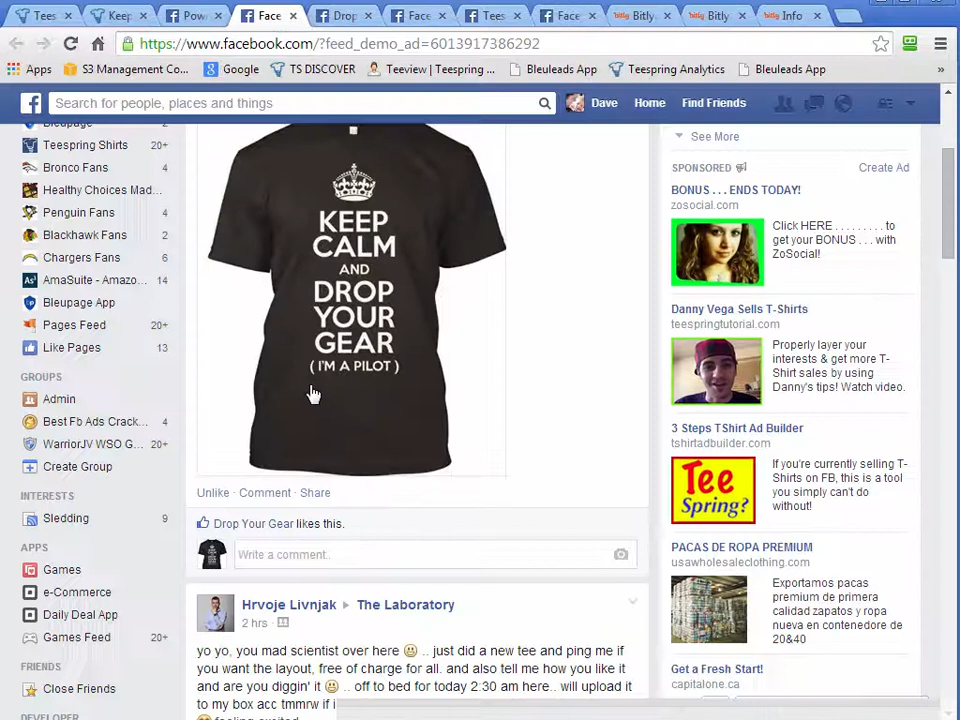 Tees
Keep
Pow
Face
Drop
Face
Tees
Face
bitly Bitly
bitly Bitly
bitly Info
https://www.facebook.com/?feed_demo_ad=6013917386292
Apps
S3 Management Co...
Google
TS DISCOVER
Teeview | Teespring ...
Bleuleads App
Teespring Analytics
Bleuleads App
»
Search for people, places and things
Dave
Home
Find Friends
Bleupage 2
Teespring Shirts 20+
Bronco Fans 4
Healthy Choices Mad...
Penguin Fans 4
Blackhawk Fans 2
Chargers Fans 6
AmaSuite - Amazo...
Bleupage App
Pages Feed 20+
Like Pages 13
GROUPS
Admin
Best Fb Ads Crack... 4
WarriorJV WSO G... 20+
Create Group
INTERESTS
Sledding 9
APPS
Games
e-Commerce
Daily Deal App
Games Feed 20+
FRIENDS
Close Friends
DEVELOPER
KEEP
CALM
AND
DROP
YOUR
GEAR
( I'M A PILOT )
Unlike · Comment · Share
Drop Your Gear likes this.
Write a comment..
Hrvoje Livnjak ▸ The Laboratory
2 hrs ·
yo yo, you mad scientist over here .. just did a new tee and ping me if
you want the layout, free of charge for all. and also tell me how you like it
and are you diggin' it .. off to bed for today 2:30 am here.. will upload it
to my box acc tmmrw if i
feeling excited
See More
SPONSORED
Create Ad
BONUS . . . ENDS TODAY!
zosocial.com
Click HERE . . . . . . . . . to
get your BONUS . . . with
ZoSocial!
Danny Vega Sells T-Shirts
teespringtutorial.com
Properly layer your
interests & get more T-
Shirt sales by using
Danny's tips! Watch video.
3 Steps TShirt Ad Builder
tshirtadbuilder.com
Tee
Spring?
If you're currently selling T-
Shirts on FB, this is a tool
you simply can't do
without!
PACAS DE ROPA PREMIUM
usawholesaleclothing.com
Exportamos pacas
premium de primera
calidad zapatos y ropa
nueva en contenedore de
20&40
Get a Fresh Start!
capitalone.ca